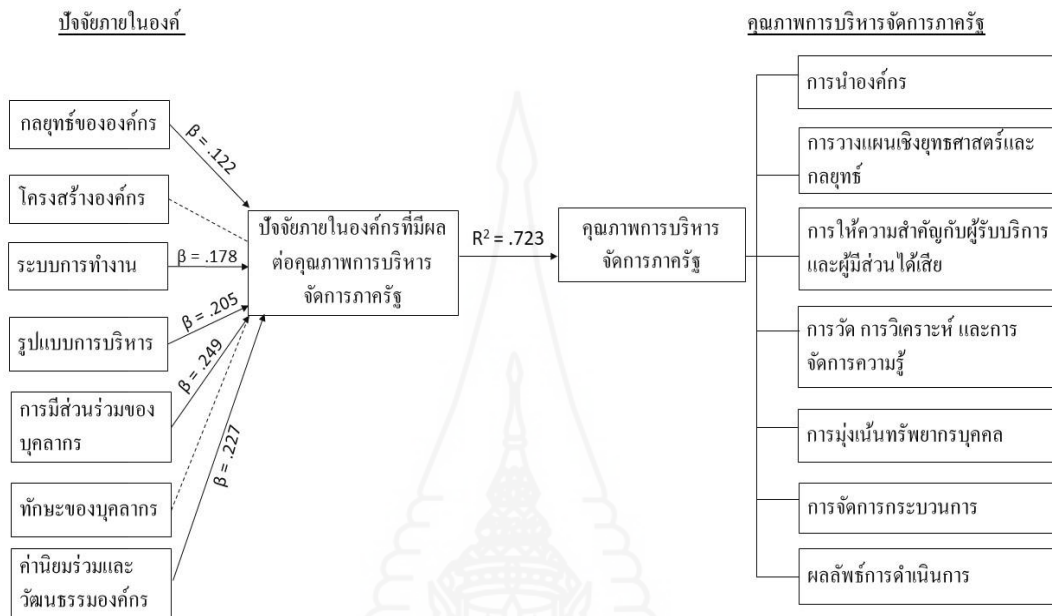 ปัจจัยภายในองค์
กลยุทธ์ขององค์กร
โครงสร้างองค์กร
ระบบการทำงาน
รูปแบบการบริหาร
การมีส่วนร่วมของ
บุคลากร
ทักษะของบุคลากร
ค่านิยมร่วมและ
วัฒนธรรมองค์กร
β = .122
β = .178
β = .205
β = .249
β = .227
ปัจจัยภายในองค์กรที่มีผล
ต่อคุณภาพการบริหาร
จัดการภาครัฐ
R² = .723
คุณภาพการบริหาร
จัดการภาครัฐ
คุณภาพการบริหารจัดการภาครัฐ
การนำองค์กร
การวางแผนเชิงยุทธศาสตร์และ
กลยุทธ์
การให้ความสำคัญกับผู้รับบริการ
และผู้มีส่วนได้เสีย
การวัด การวิเคราะห์ และการ
จัดการความรู้
การมุ่งเน้นทรัพยากรบุคคล
การจัดการกระบวนการ
ผลลัพธ์การดำเนินการ